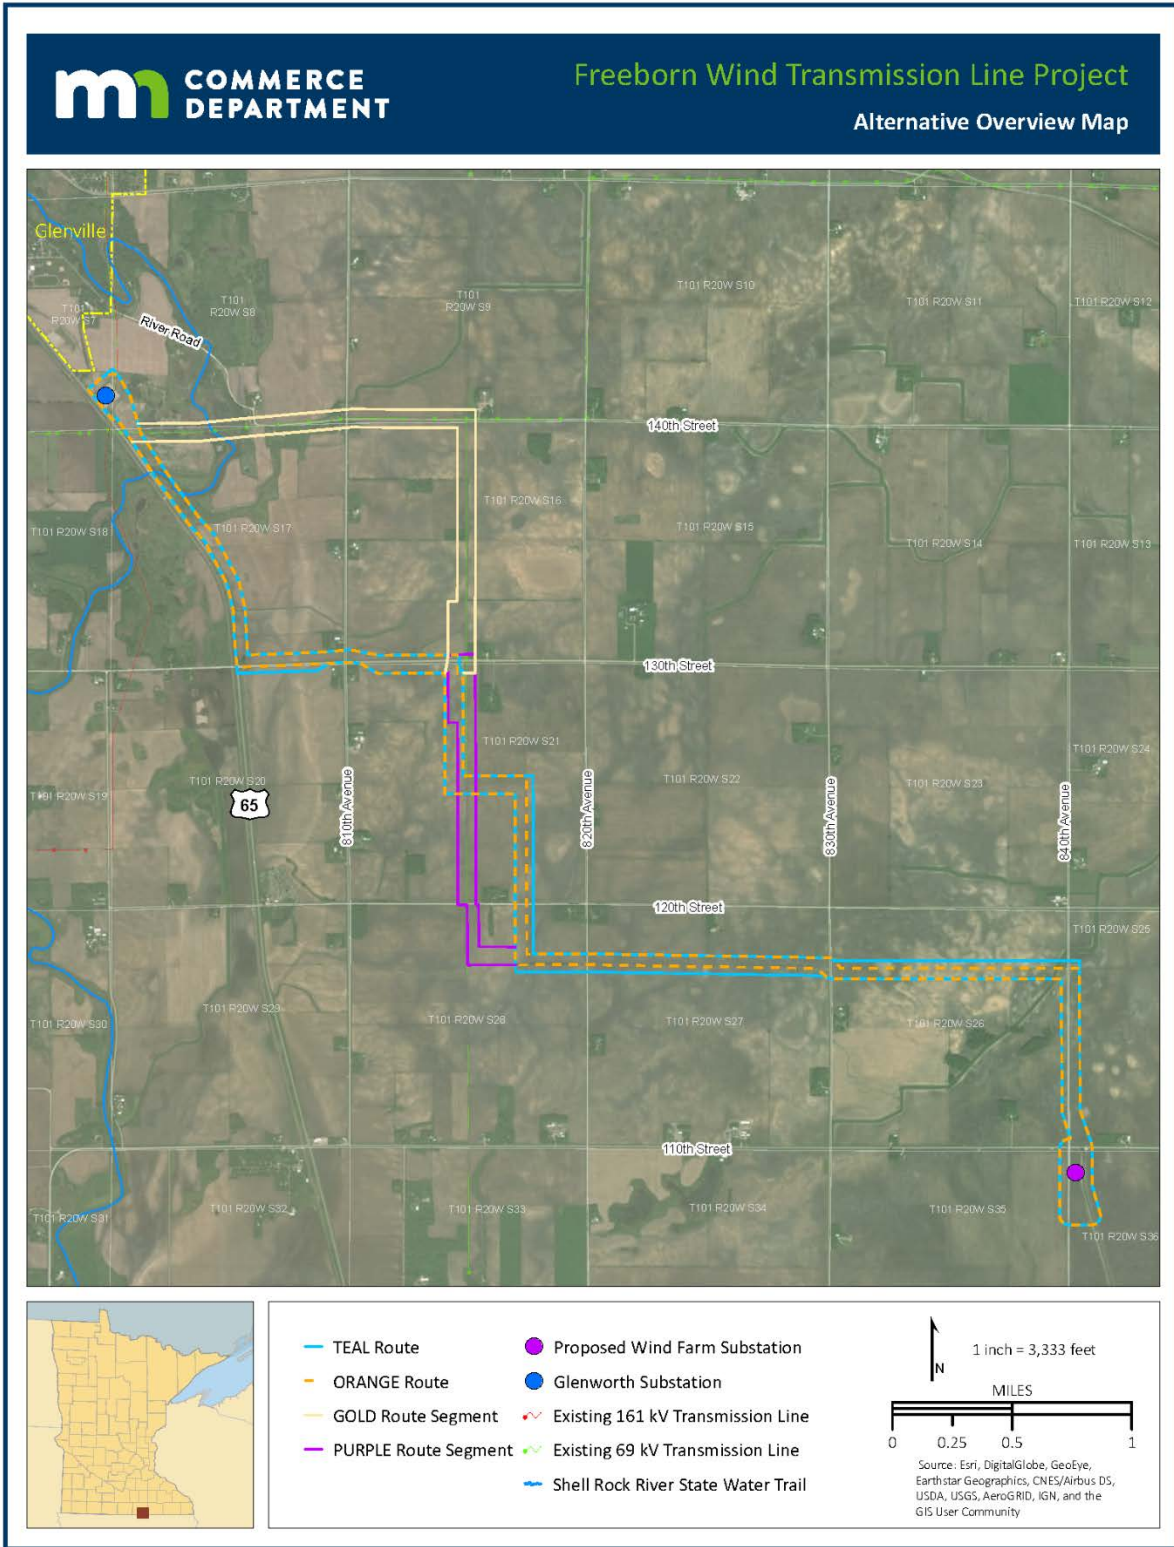 COMMERCE
DEPARTMENT
Freeborn Wind Transmission Line Project
Alternative Overview Map
Glenville
T101
R20W S7
T101
R20W S8
T101
R20W S9
T101 R20W S10
T101 R20W S11
T101 R20W S12
River Road
140th Street
T101 R20W S18
T101 R20W S17
T101 R20W S16
T101 R20W S15
T101 R20W S14
T101 R20W S13
130th Street
T101 R20W S19
T101 R20W S20
65
810th Avenue
T101 R20W S21
820th Avenue
T101 R20W S22
830th Avenue
T101 R20W S23
840th Avenue
T101 R20W S24
120th Street
T101 R20W S25
T101 R20W S30
T101 R20W S29
T101 R20W S28
T101 R20W S27
T101 R20W S26
110th Street
T101 R20W S31
T101 R20W S32
T101 R20W S33
T101 R20W S34
T101 R20W S35
T101 R20W S36
TEAL Route
ORANGE Route
GOLD Route Segment
PURPLE Route Segment
Proposed Wind Farm Substation
Glenworth Substation
Existing 161 kV Transmission Line
Existing 69 kV Transmission Line
Shell Rock River State Water Trail
N
1 inch = 3,333 feet
MILES
0 0.25 0.5 1
Source: Esri, DigitalGlobe, GeoEye,
Earthstar Geographics, CNES/Airbus DS,
USDA, USGS, AeroGRID, IGN, and the
GIS User Community